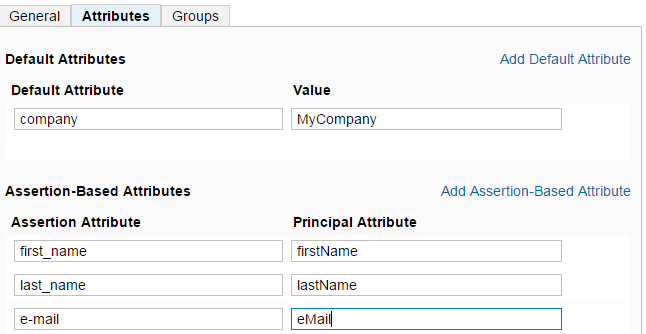 General Attributes Groups
Default Attributes Add Default Attribute
Default Attribute Value
company MyCompany
Assertion-Based Attributes Add Assertion-Based Attribute
Assertion Attribute Principal Attribute
first_name firstName
last_name lastName
e-mail eMail